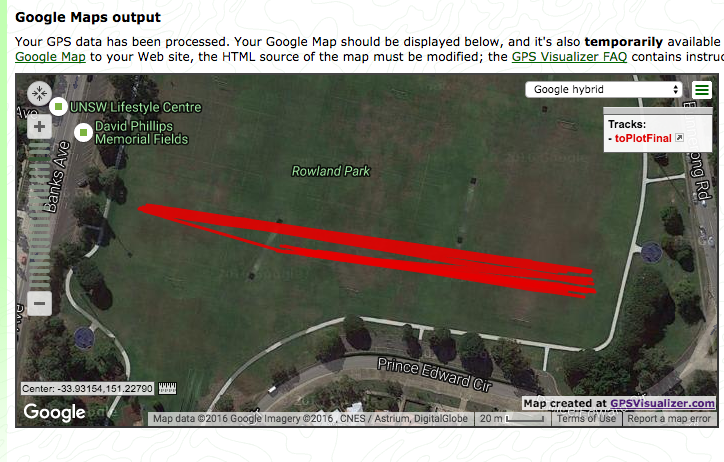 Google Maps output
Your GPS data has been processed. Your Google Map should be displayed below, and it's also temporarily available
Google Map to your Web site, the HTML source of the map must be modified; the GPS Visualizer FAQ contains instruc
Google hybrid
UNSW Lifestyle Centre
David Phillips
Memorial Fields
Tracks:
- toPlotFinal
Rowland Park
Banks Ave
ong Rd
Prince Edward Cir
Center: -33.93154,151.22790
Map created at GPSVisualizer.com
Google
Map data ©2016 Google Imagery ©2016 , CNES / Astrium, DigitalGlobe
20 m
Terms of Use
Report a map error